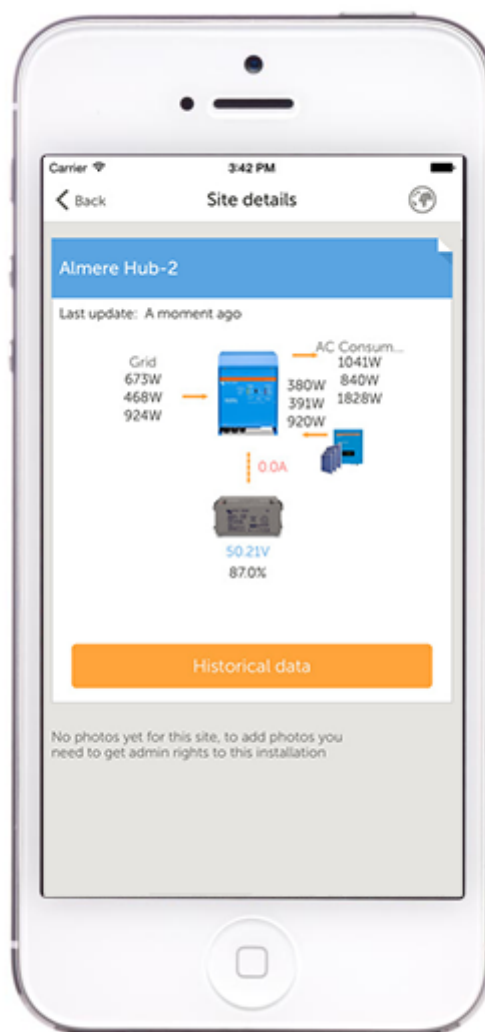 Carrier
3:42 PM
Back
Site details
Almere Hub-2
Last update: A moment ago
Grid
673W
468W
924W
AC Consum...
1041W
840W
1828W
380W
391W
920W
0.0A
50.21V
87.0%
Historical data
No photos yet for this site, to add photos you
need to get admin rights to this installation